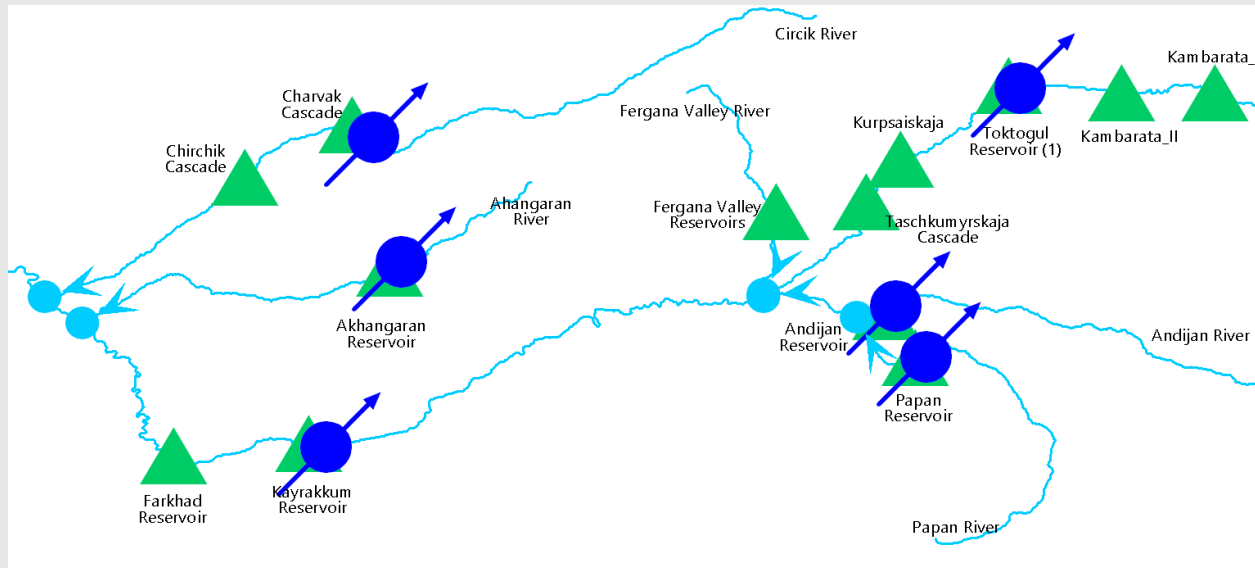 Circik River
Kambarata_
Charvak
Cascade
Fergana Valley River
Kurpsaiskaja
Toktogul
Reservoir (1)
Kambarata_II
Chirchik
Cascade
Ahangaran
River
Fergana Valley
Reservoirs
Taschkumyrskaja
Cascade
Akhangaran
Reservoir
Andijan
Reservoir
Andijan River
Papan
Reservoir
Kayrakkum
Reservoir
Farkhad
Reservoir
Papan River